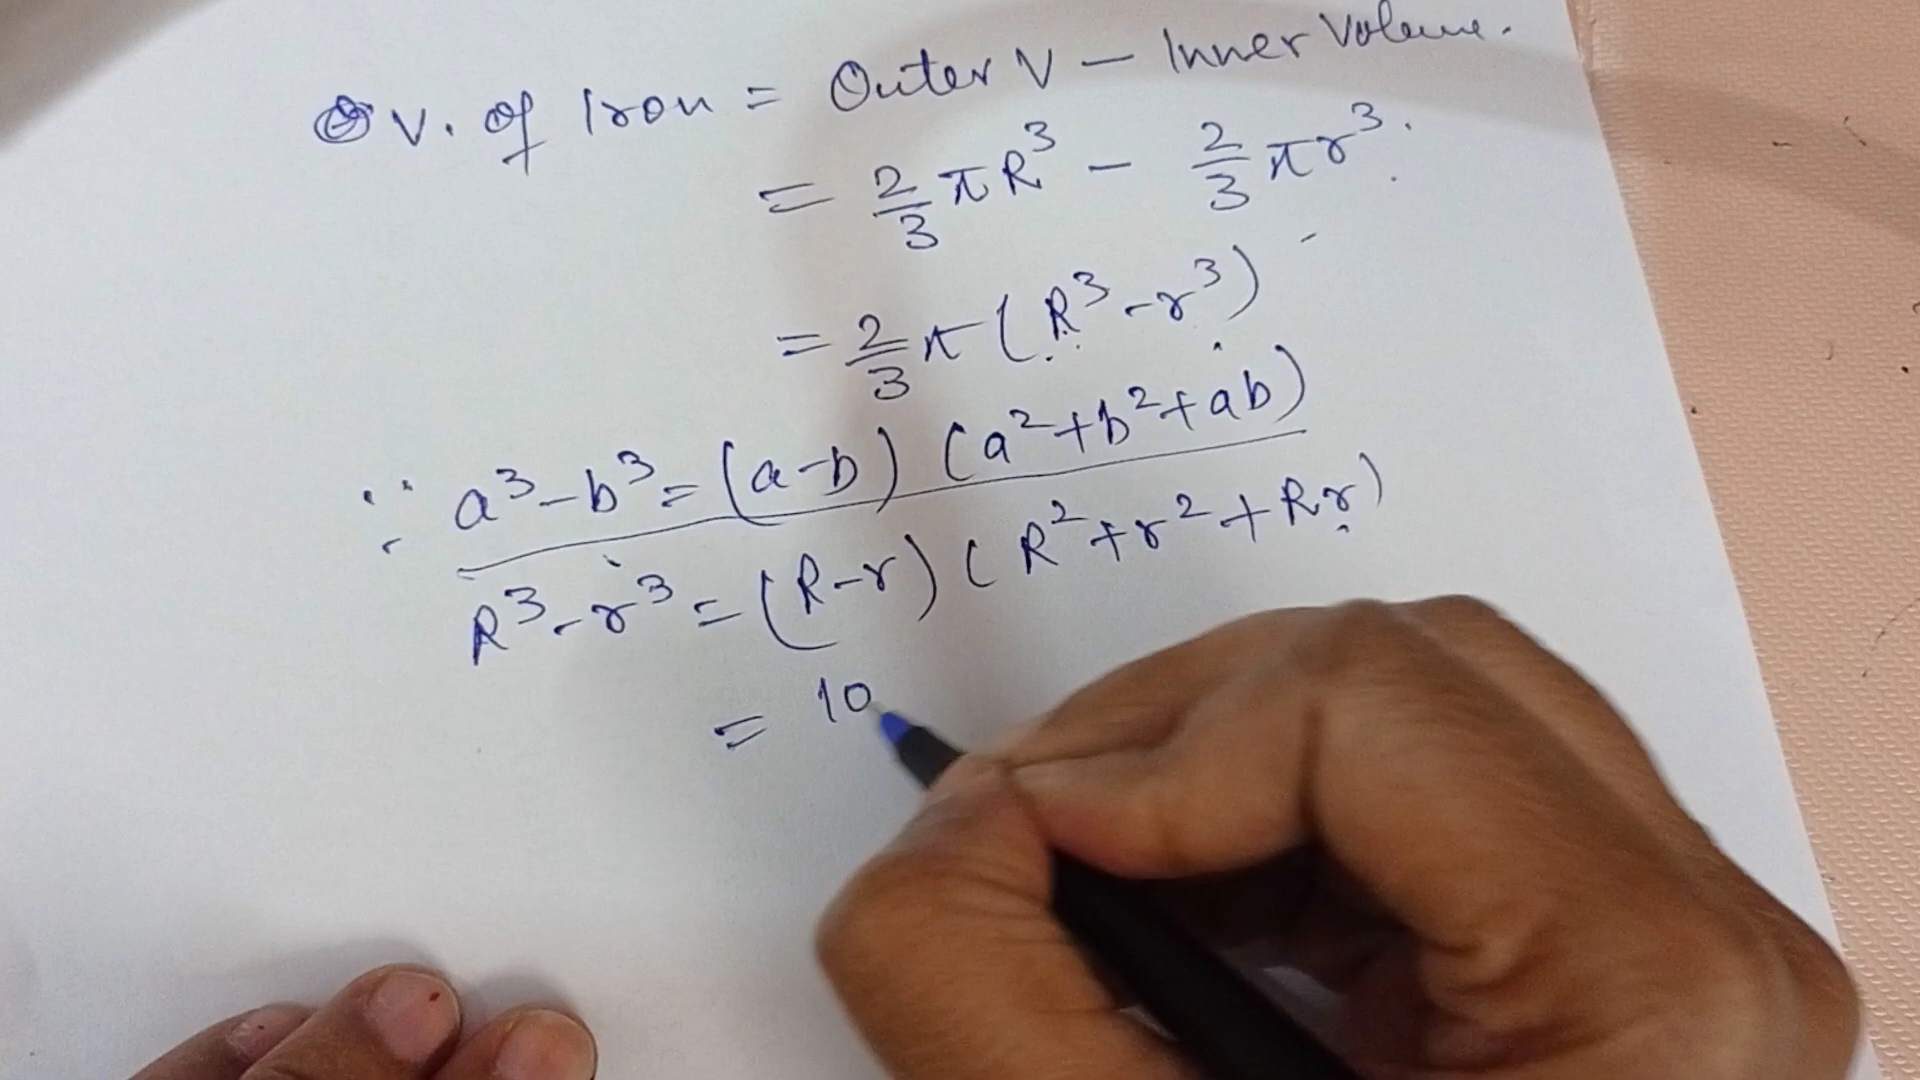 V. of Iron = Outer V - Inner Volume.
= 2/3 πR³ - 2/3 πr³.
= 2/3 π (R³ - r³)
∵ a³ - b³ = (a - b) (a² + b² + ab)
R³ - r³ = (R - r) (R² + r² + Rr)
= 10